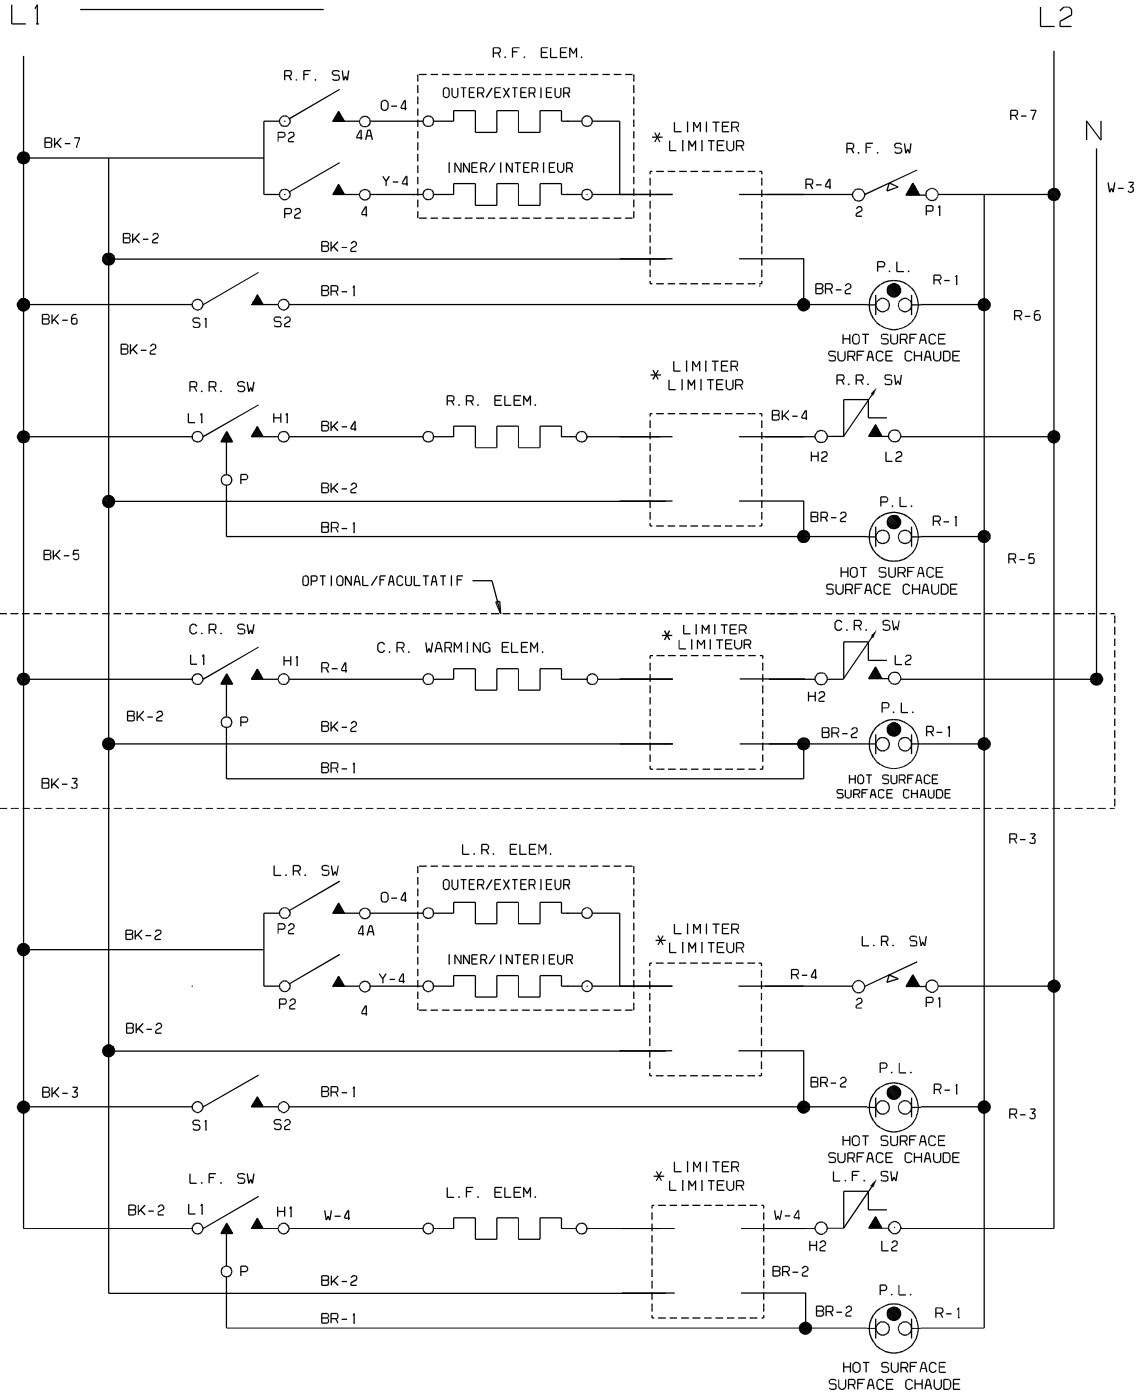 L1
L2
R.F. ELEM.
R.F. SW
OUTER/EXTERIEUR
O-4
P2
4A
R-7
N
* LIMITER
LIMITEUR
BK-7
R.F. SW
INNER/INTERIEUR
Y-4
P2
4
R-4
2
P1
W-3
BK-2
BK-2
P.L.
BR-1
BR-2
R-1
BK-6
S1
S2
R-6
HOT SURFACE
SURFACE CHAUDE
BK-2
* LIMITER
LIMITEUR
R.R. SW
R.R. SW
R.R. ELEM.
L1
H1
BK-4
BK-4
H2
L2
P
BK-2
P.L.
BR-1
BR-2
R-1
BK-5
R-5
HOT SURFACE
SURFACE CHAUDE
OPTIONAL/FACULTATIF
C.R. SW
* LIMITER
LIMITEUR
C.R. SW
C.R. WARMING ELEM.
L1
H1
R-4
L2
H2
BK-2
P
BK-2
P.L.
BR-2
R-1
BR-1
BK-3
HOT SURFACE
SURFACE CHAUDE
R-3
L.R. ELEM.
L.R. SW
OUTER/EXTERIEUR
O-4
P2
4A
* LIMITER
LIMITEUR
BK-2
L.R. SW
INNER/INTERIEUR
Y-4
P2
4
R-4
2
P1
BK-2
P.L.
BK-3
BR-1
BR-2
R-1
S1
S2
R-3
HOT SURFACE
SURFACE CHAUDE
* LIMITER
LIMITEUR
L.F. SW
L.F. SW
L.F. ELEM.
BK-2
L1
H1
W-4
W-4
H2
L2
P
BK-2
BR-2
P.L.
BR-1
BR-2
R-1
HOT SURFACE
SURFACE CHAUDE